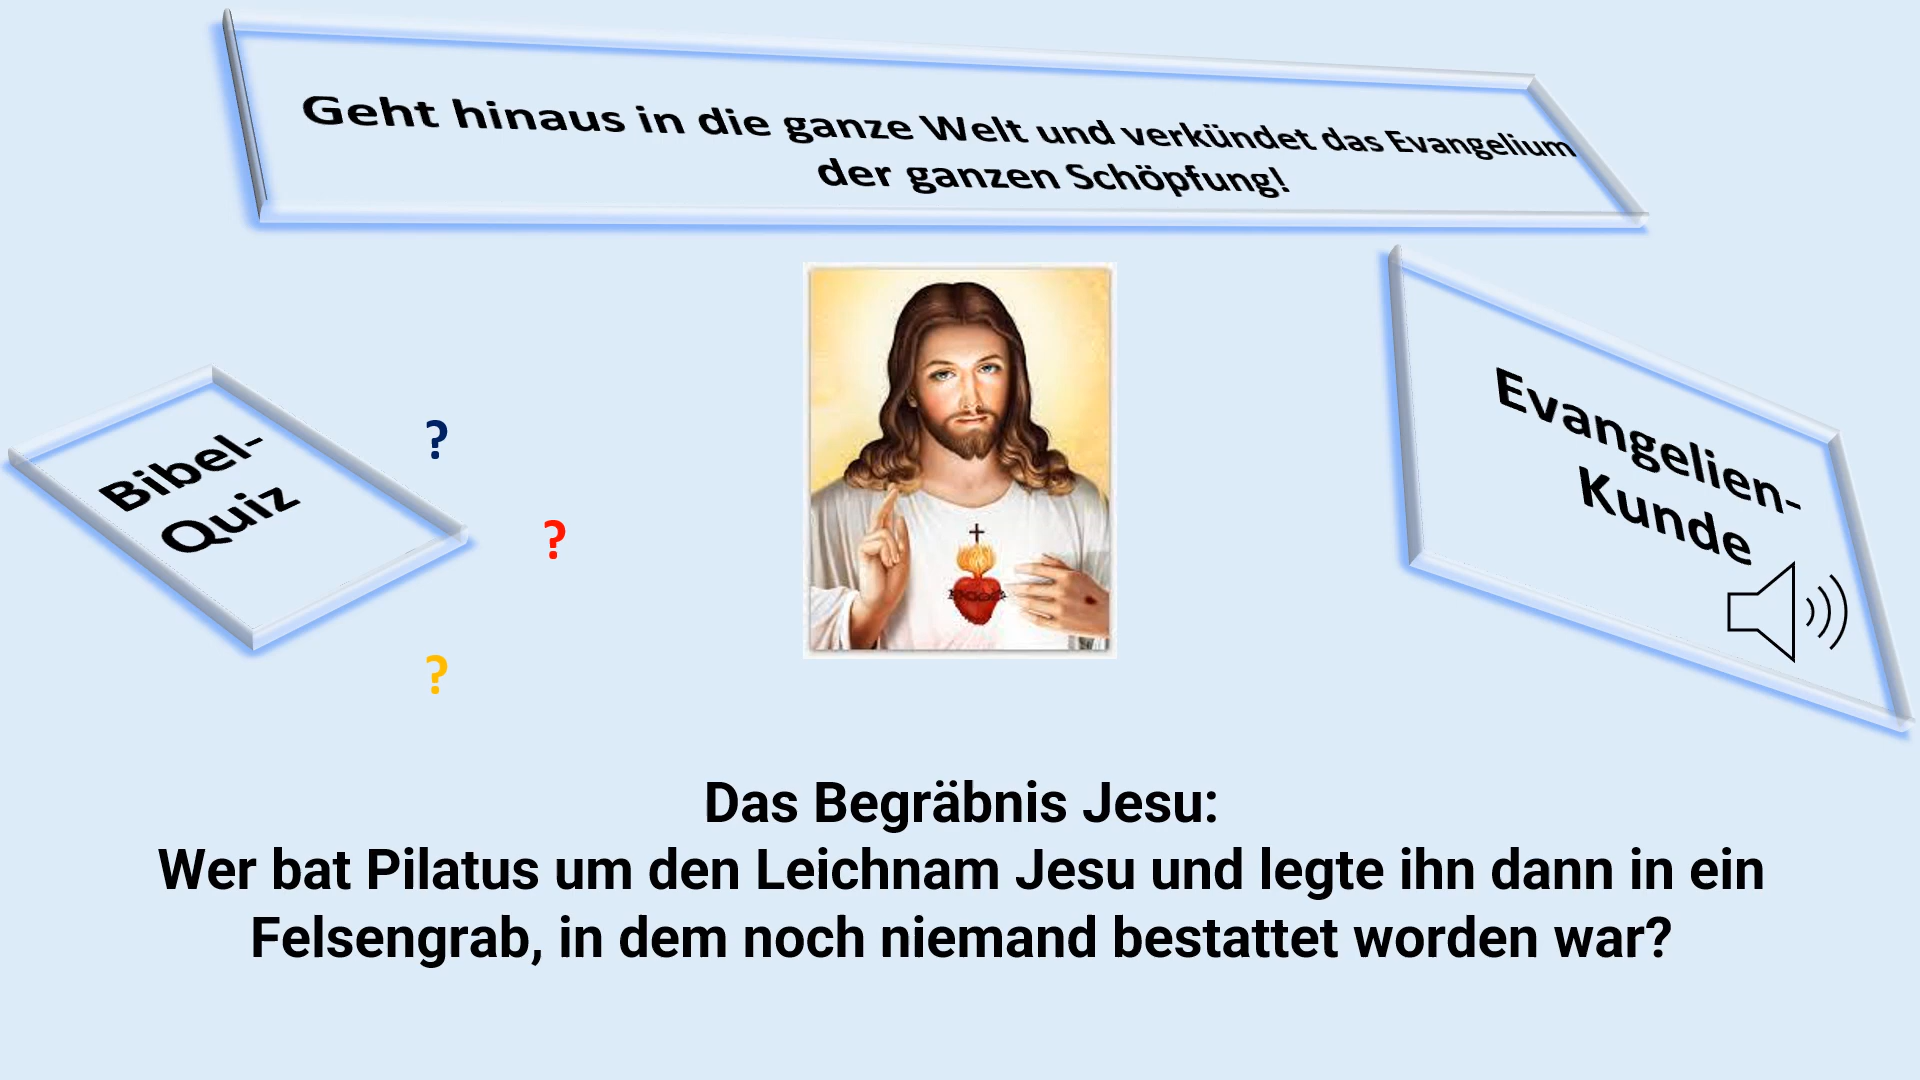 Geht hinaus in die ganze Welt und verkündet das Evangelium
der ganzen Schöpfung!
Bibel-
Quiz
?
?
?
Evangelien-
Kunde
Das Begräbnis Jesu:
Wer bat Pilatus um den Leichnam Jesu und legte ihn dann in ein
Felsengrab, in dem noch niemand bestattet worden war?